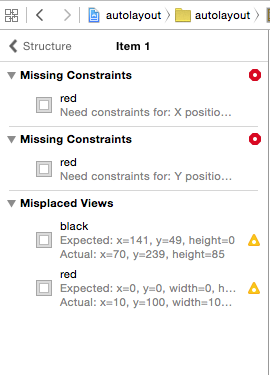 autolayout autolayout
Structure Item 1
Missing Constraints
red
Need constraints for: X positio…
Missing Constraints
red
Need constraints for: Y positio…
Misplaced Views
black
Expected: x=141, y=49, height=0
Actual: x=70, y=239, height=85
red
Expected: x=0, y=0, width=0, h…
Actual: x=10, y=100, width=10…